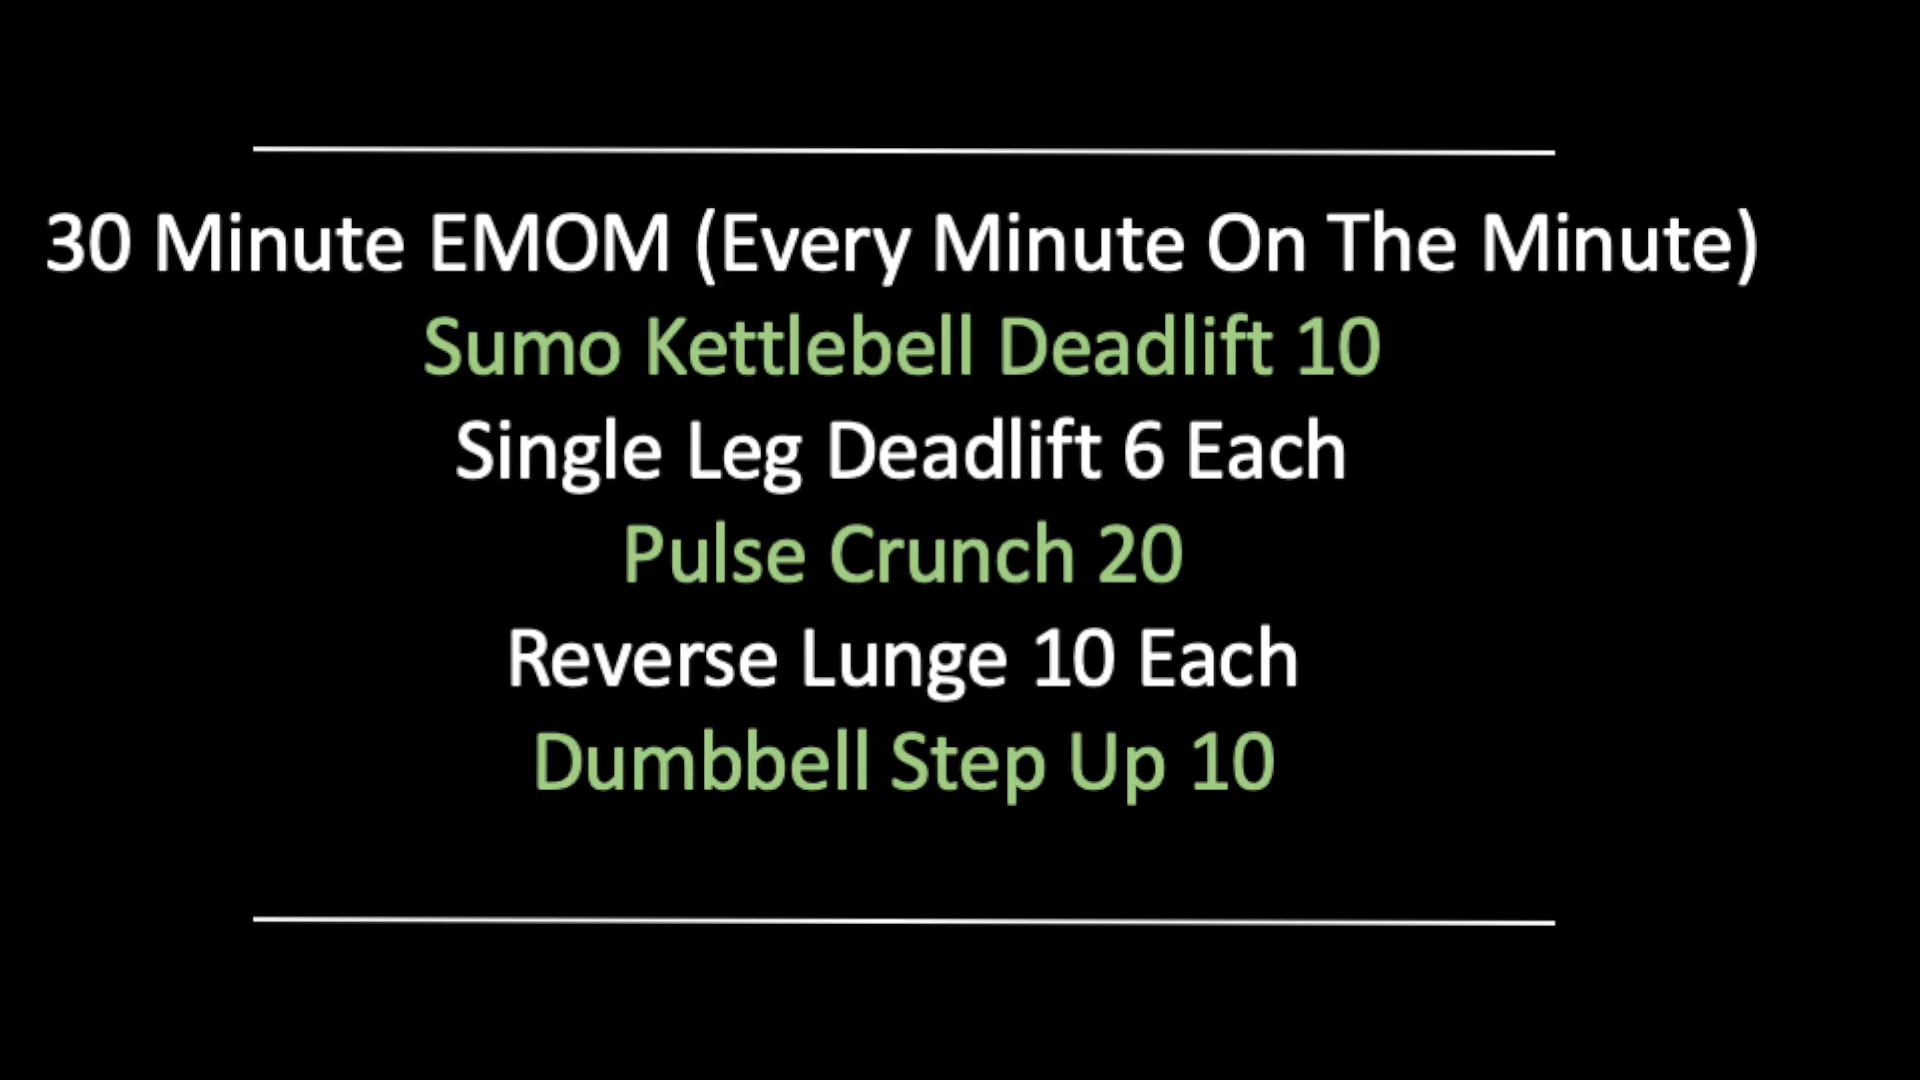 30 Minute EMOM (Every Minute On The Minute)
Sumo Kettlebell Deadlift 10
Single Leg Deadlift 6 Each
Pulse Crunch 20
Reverse Lunge 10 Each
Dumbbell Step Up 10